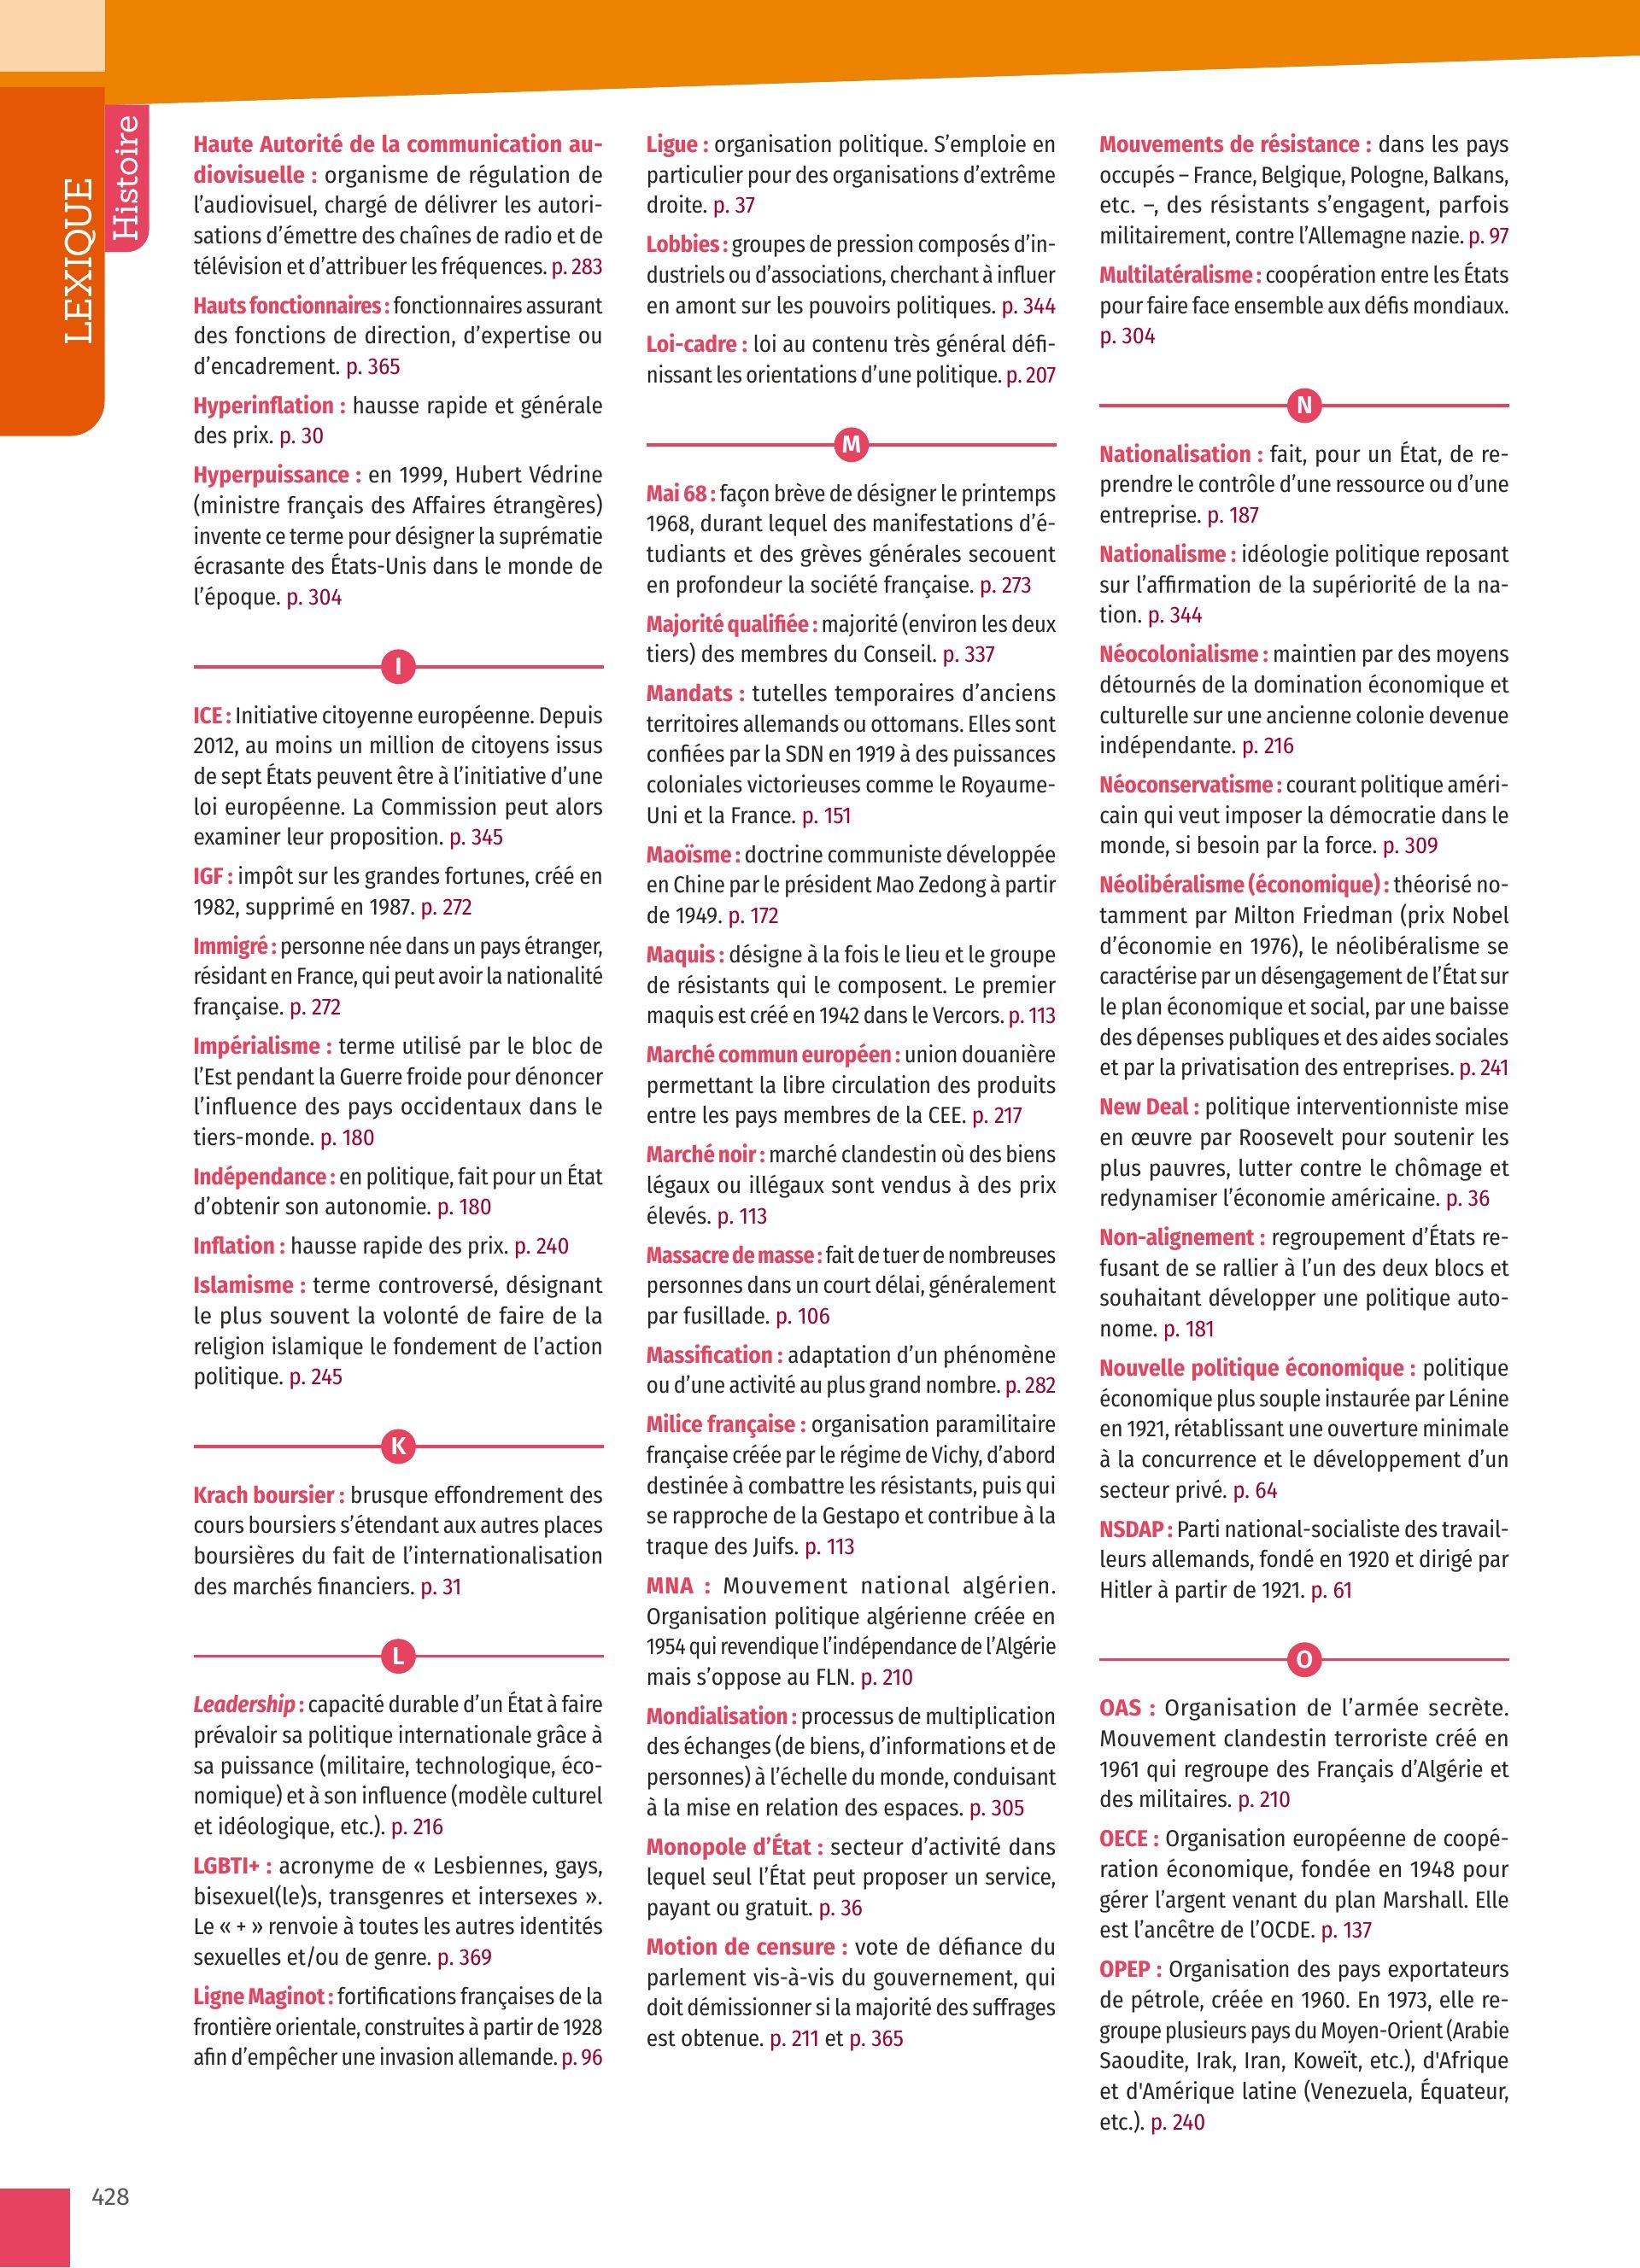 LEXIQUE
Histoire
Haute Autorité de la communication au-
diovisuelle : organisme de régulation de
l’audiovisuel, chargé de délivrer les autori-
sations d’émettre des chaînes de radio et de
télévision et d’attribuer les fréquences. p. 283
Hauts fonctionnaires : fonctionnaires assurant
des fonctions de direction, d’expertise ou
d’encadrement. p. 365
Hyperinflation : hausse rapide et générale
des prix. p. 30
Hyperpuissance : en 1999, Hubert Védrine
(ministre français des Affaires étrangères)
invente ce terme pour désigner la suprématie
écrasante des États-Unis dans le monde de
l’époque. p. 304
I
ICE : Initiative citoyenne européenne. Depuis
2012, au moins un million de citoyens issus
de sept États peuvent être à l’initiative d’une
loi européenne. La Commission peut alors
examiner leur proposition. p. 345
IGF : impôt sur les grandes fortunes, créé en
1982, supprimé en 1987. p. 272
Immigré : personne née dans un pays étranger,
résidant en France, qui peut avoir la nationalité
française. p. 272
Impérialisme : terme utilisé par le bloc de
l’Est pendant la Guerre froide pour dénoncer
l’influence des pays occidentaux dans le
tiers-monde. p. 180
Indépendance : en politique, fait pour un État
d’obtenir son autonomie. p. 180
Inflation : hausse rapide des prix. p. 240
Islamisme : terme controversé, désignant
le plus souvent la volonté de faire de la
religion islamique le fondement de l’action
politique. p. 245
K
Krach boursier : brusque effondrement des
cours boursiers s’étendant aux autres places
boursières du fait de l’internationalisation
des marchés financiers. p. 31
L
Leadership : capacité durable d’un État à faire
prévaloir sa politique internationale grâce à
sa puissance (militaire, technologique, éco-
nomique) et à son influence (modèle culturel
et idéologique, etc.). p. 216
LGBTI+ : acronyme de « Lesbiennes, gays,
bisexuel(le)s, transgenres et intersexes ».
Le « + » renvoie à toutes les autres identités
sexuelles et/ou de genre. p. 369
Ligne Maginot : fortifications françaises de la
frontière orientale, construites à partir de 1928
afin d’empêcher une invasion allemande. p. 96
Ligue : organisation politique. S’emploie en
particulier pour des organisations d’extrême
droite. p. 37
Lobbies : groupes de pression composés d’in-
dustriels ou d’associations, cherchant à influer
en amont sur les pouvoirs politiques. p. 344
Loi-cadre : loi au contenu très général défi-
nissant les orientations d’une politique. p. 207
M
Mai 68 : façon brève de désigner le printemps
1968, durant lequel des manifestations d’é-
tudiants et des grèves générales secouent
en profondeur la société française. p. 273
Majorité qualifiée : majorité (environ les deux
tiers) des membres du Conseil. p. 337
Mandats : tutelles temporaires d’anciens
territoires allemands ou ottomans. Elles sont
confiées par la SDN en 1919 à des puissances
coloniales victorieuses comme le Royaume-
Uni et la France. p. 151
Maoïsme : doctrine communiste développée
en Chine par le président Mao Zedong à partir
de 1949. p. 172
Maquis : désigne à la fois le lieu et le groupe
de résistants qui le composent. Le premier
maquis est créé en 1942 dans le Vercors. p. 113
Marché commun européen : union douanière
permettant la libre circulation des produits
entre les pays membres de la CEE. p. 217
Marché noir : marché clandestin où des biens
légaux ou illégaux sont vendus à des prix
élevés. p. 113
Massacre de masse : fait de tuer de nombreuses
personnes dans un court délai, généralement
par fusillade. p. 106
Massification : adaptation d’un phénomène
ou d’une activité au plus grand nombre. p. 282
Milice française : organisation paramilitaire
française créée par le régime de Vichy, d’abord
destinée à combattre les résistants, puis qui
se rapproche de la Gestapo et contribue à la
traque des Juifs. p. 113
MNA : Mouvement national algérien.
Organisation politique algérienne créée en
1954 qui revendique l’indépendance de l’Algérie
mais s’oppose au FLN. p. 210
Mondialisation : processus de multiplication
des échanges (de biens, d’informations et de
personnes) à l’échelle du monde, conduisant
à la mise en relation des espaces. p. 305
Monopole d’État : secteur d’activité dans
lequel seul l’État peut proposer un service,
payant ou gratuit. p. 36
Motion de censure : vote de défiance du
parlement vis-à-vis du gouvernement, qui
doit démissionner si la majorité des suffrages
est obtenue. p. 211 et p. 365
Mouvements de résistance : dans les pays
occupés – France, Belgique, Pologne, Balkans,
etc. –, des résistants s’engagent, parfois
militairement, contre l’Allemagne nazie. p. 97
Multilatéralisme : coopération entre les États
pour faire face ensemble aux défis mondiaux.
p. 304
N
Nationalisation : fait, pour un État, de re-
prendre le contrôle d’une ressource ou d’une
entreprise. p. 187
Nationalisme : idéologie politique reposant
sur l’affirmation de la supériorité de la na-
tion. p. 344
Néocolonialisme : maintien par des moyens
détournés de la domination économique et
culturelle sur une ancienne colonie devenue
indépendante. p. 216
Néoconservatisme : courant politique améri-
cain qui veut imposer la démocratie dans le
monde, si besoin par la force. p. 309
Néolibéralisme (économique) : théorisé no-
tamment par Milton Friedman (prix Nobel
d’économie en 1976), le néolibéralisme se
caractérise par un désengagement de l’État sur
le plan économique et social, par une baisse
des dépenses publiques et des aides sociales
et par la privatisation des entreprises. p. 241
New Deal : politique interventionniste mise
en œuvre par Roosevelt pour soutenir les
plus pauvres, lutter contre le chômage et
redynamiser l’économie américaine. p. 36
Non-alignement : regroupement d’États re-
fusant de se rallier à l’un des deux blocs et
souhaitant développer une politique auto-
nome. p. 181
Nouvelle politique économique : politique
économique plus souple instaurée par Lénine
en 1921, rétablissant une ouverture minimale
à la concurrence et le développement d’un
secteur privé. p. 64
NSDAP : Parti national-socialiste des travail-
leurs allemands, fondé en 1920 et dirigé par
Hitler à partir de 1921. p. 61
O
OAS : Organisation de l’armée secrète.
Mouvement clandestin terroriste créé en
1961 qui regroupe des Français d’Algérie et
des militaires. p. 210
OECE : Organisation européenne de coopé-
ration économique, fondée en 1948 pour
gérer l’argent venant du plan Marshall. Elle
est l’ancêtre de l’OCDE. p. 137
OPEP : Organisation des pays exportateurs
de pétrole, créée en 1960. En 1973, elle re-
groupe plusieurs pays du Moyen-Orient (Arabie
Saoudite, Irak, Iran, Koweït, etc.), d'Afrique
et d'Amérique latine (Venezuela, Équateur,
etc.). p. 240
428